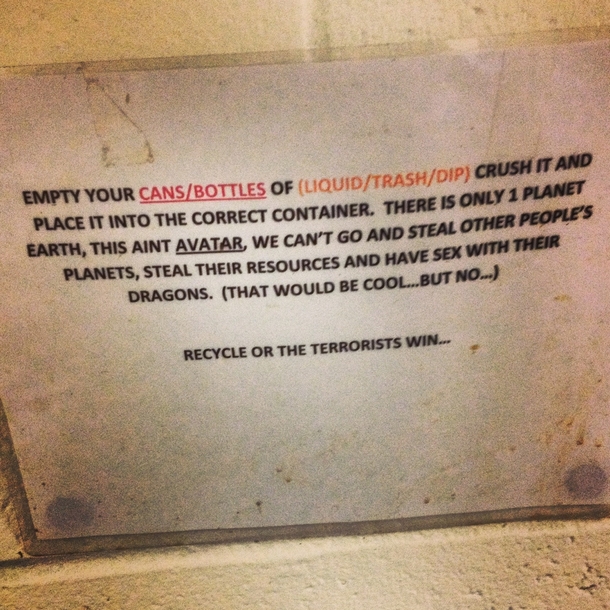 EMPTY YOUR CANS/BOTTLES OF (LIQUID/TRASH/DIP) CRUSH IT AND
PLACE IT INTO THE CORRECT CONTAINER. THERE IS ONLY 1 PLANET
EARTH, THIS AINT AVATAR, WE CAN'T GO AND STEAL OTHER PEOPLE'S
PLANETS, STEAL THEIR RESOURCES AND HAVE SEX WITH THEIR
DRAGONS. (THAT WOULD BE COOL...BUT NO...)
RECYCLE OR THE TERRORISTS WIN...